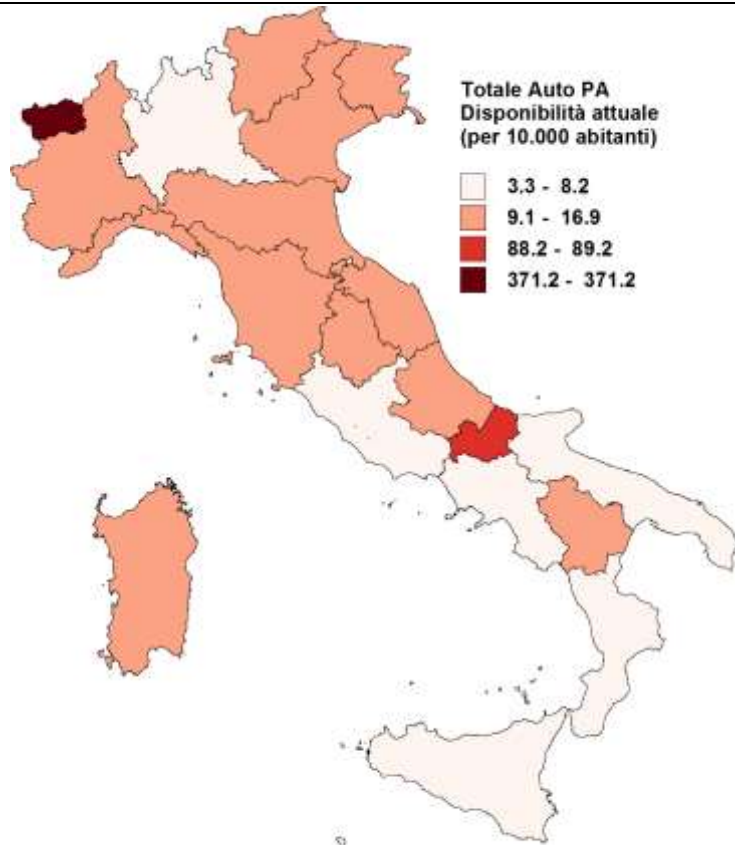 Totale Auto PA
Disponibilità attuale
(per 10.000 abitanti)
3.3 - 8.2
9.1 - 16.9
88.2 - 89.2
371.2 - 371.2